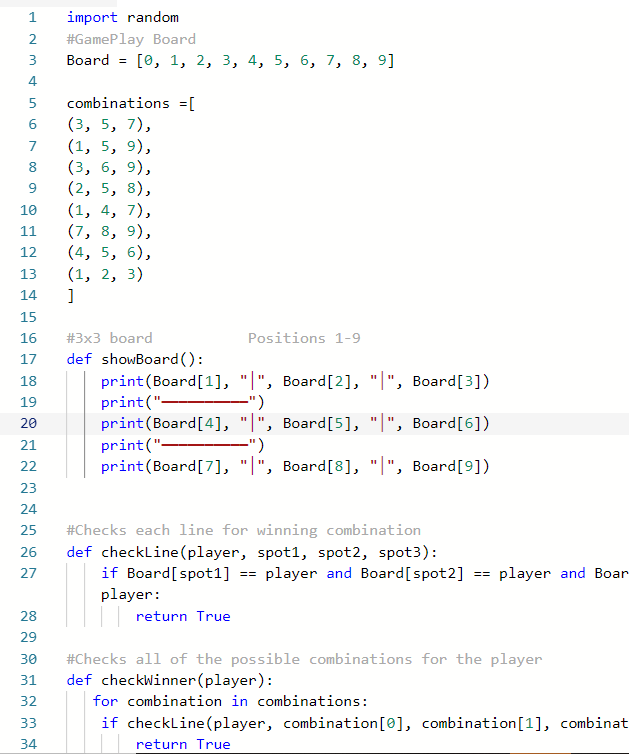 1 import random
2 #GamePlay Board
3 Board = [0, 1, 2, 3, 4, 5, 6, 7, 8, 9]
4
5 combinations =[
6 (3, 5, 7),
7 (1, 5, 9),
8 (3, 6, 9),
9 (2, 5, 8),
10 (1, 4, 7),
11 (7, 8, 9),
12 (4, 5, 6),
13 (1, 2, 3)
14 ]
15
16 #3x3 board Positions 1-9
17 def showBoard():
18 print(Board[1], "|", Board[2], "|", Board[3])
19 print("――――――――――")
20 print(Board[4], "|", Board[5], "|", Board[6])
21 print("――――――――――")
22 print(Board[7], "|", Board[8], "|", Board[9])
23
24
25 #Checks each line for winning combination
26 def checkLine(player, spot1, spot2, spot3):
27 if Board[spot1] == player and Board[spot2] == player and Boar
player:
28 return True
29
30 #Checks all of the possible combinations for the player
31 def checkWinner(player):
32 for combination in combinations:
33 if checkLine(player, combination[0], combination[1], combinat
34 return True